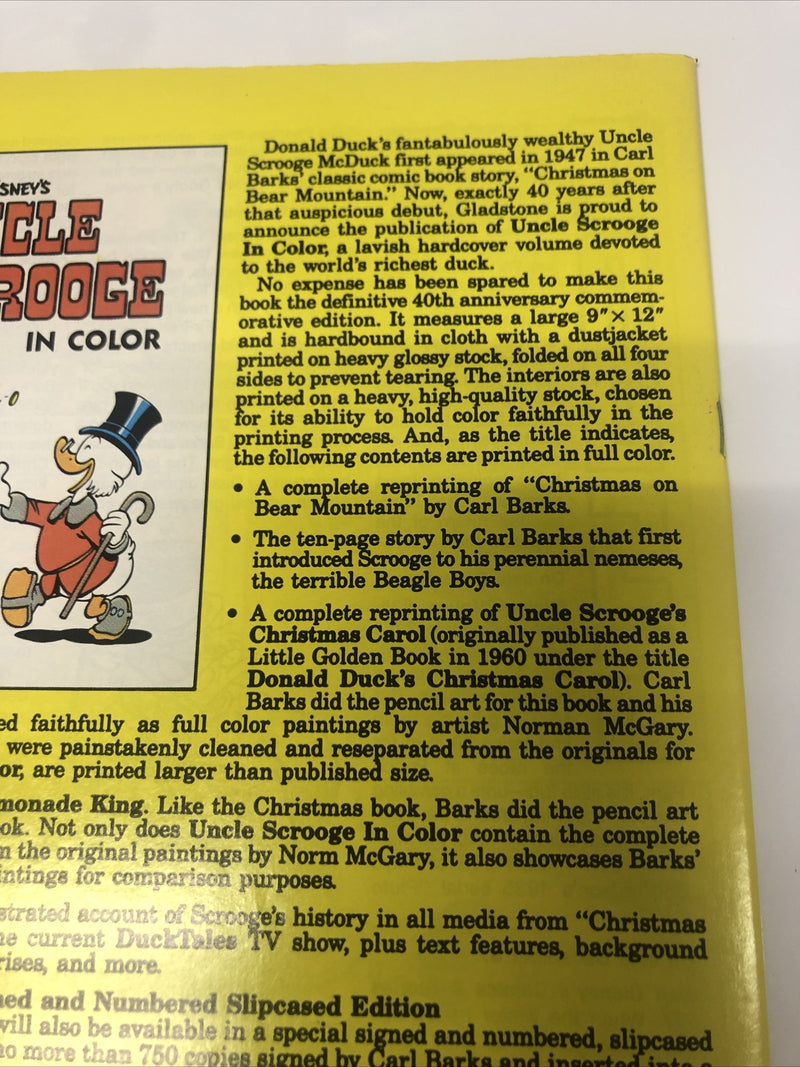 SNEY'S
CLE
ROOGE
IN COLOR
Donald Duck's fantabulously wealthy Uncle
Scrooge McDuck first appeared in 1947 in Carl
Barks' classic comic book story, "Christmas on
Bear Mountain." Now, exactly 40 years after
that auspicious debut, Gladstone is proud to
announce the publication of Uncle Scrooge
In Color, a lavish hardcover volume devoted
to the world's richest duck.
No expense has been spared to make this
book the definitive 40th anniversary commem-
orative edition. It measures a large 9" × 12"
and is hardbound in cloth with a dustjacket
printed on heavy glossy stock, folded on all four
sides to prevent tearing. The interiors are also
printed on a heavy, high-quality stock, chosen
for its ability to hold color faithfully in the
printing process. And, as the title indicates,
the following contents are printed in full color.
• A complete reprinting of "Christmas on
Bear Mountain" by Carl Barks.
• The ten-page story by Carl Barks that first
introduced Scrooge to his perennial nemeses,
the terrible Beagle Boys.
• A complete reprinting of Uncle Scrooge's
Christmas Carol (originally published as a
Little Golden Book in 1960 under the title
Donald Duck's Christmas Carol). Carl
Barks did the pencil art for this book and his
ed faithfully as full color paintings by artist Norman McGary.
were painstakenly cleaned and reseparated from the originals for
or, are printed larger than published size.
monade King. Like the Christmas book, Barks did the pencil art
ok. Not only does Uncle Scrooge In Color contain the complete
n the original paintings by Norm McGary, it also showcases Barks'
intings for comparison purposes.
strated account of Scrooge's history in all media from "Christmas
he current DuckTales TV show, plus text features, background
rises, and more.
ned and Numbered Slipcased Edition
will also be available in a special signed and numbered, slipcased
no more than 750 copies signed by Carl Barks and inserted into a